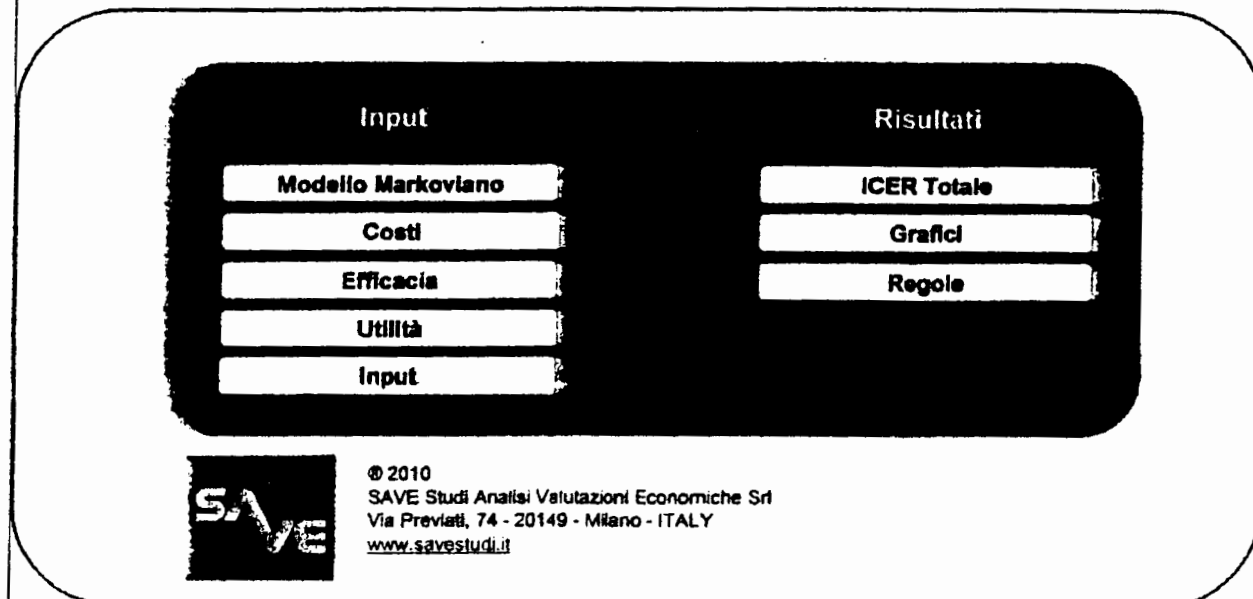 Input
Modello Markoviano
Costi
Efficacia
Utilità
Input
Risultati
ICER Totale
Grafici
Regole
SAVE
® 2010
SAVE Studi Analisi Valutazioni Economiche Srl
Via Previati, 74 - 20149 - Milano - ITALY
www.savestudi.it